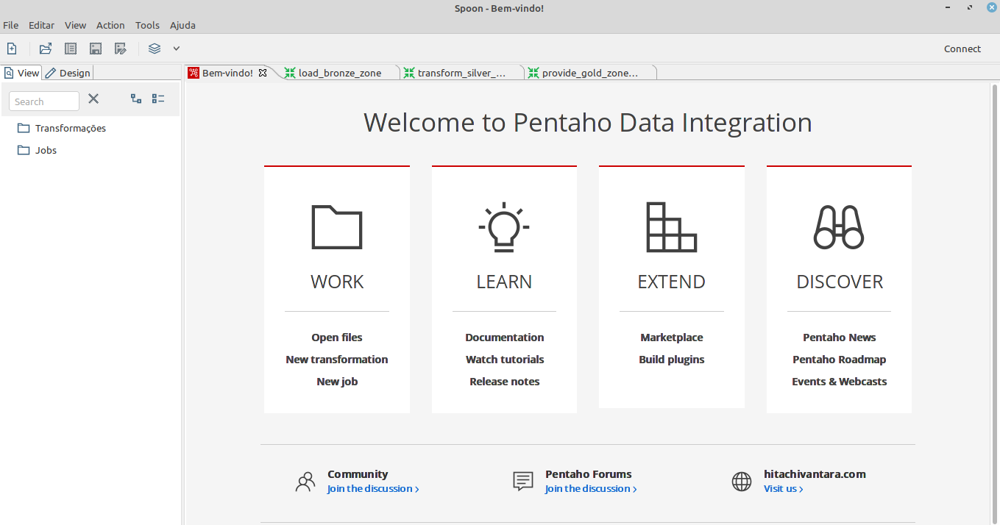 Spoon - Bem-vindo!
File Editar View Action Tools Ajuda
Connect
View Design
Bem-vindo! load_bronze_zone transform_silver_... provide_gold_zone...
Search
Transformações
Jobs
Welcome to Pentaho Data Integration
WORK
Open files
New transformation
New job
LEARN
Documentation
Watch tutorials
Release notes
EXTEND
Marketplace
Build plugins
DISCOVER
Pentaho News
Pentaho Roadmap
Events & Webcasts
Community
Join the discussion ›
Pentaho Forums
Join the discussion ›
hitachivantara.com
Visit us ›